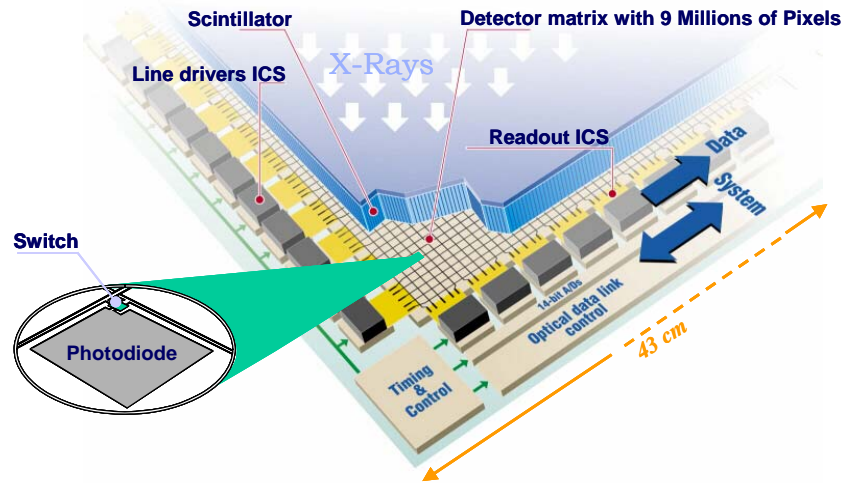 Scintillator
Detector matrix with 9 Millions of Pixels
X-Rays
Line drivers ICS
Readout ICS
Data
System
Switch
Photodiode
14-bit A/Ds
Optical data link
control
43 cm
Timing
&
Control